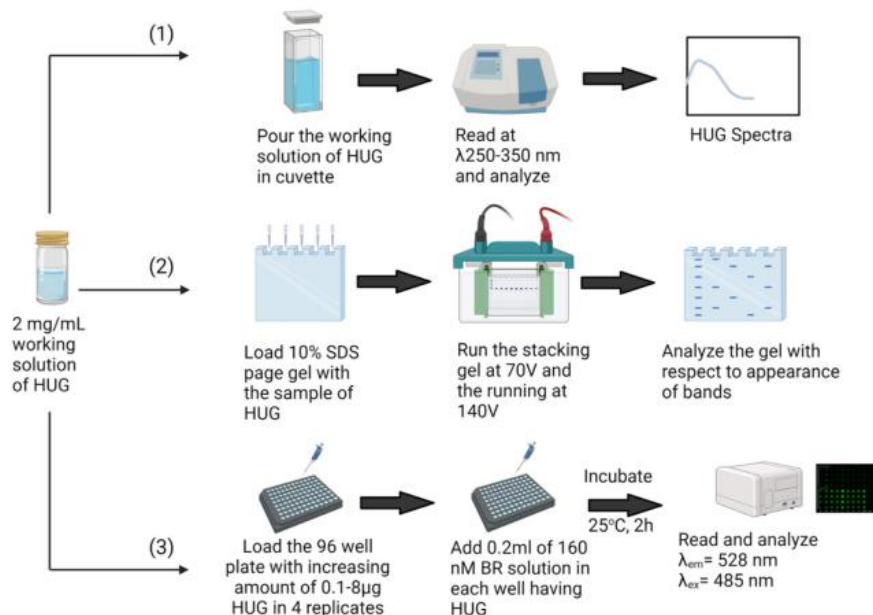 (1)
Pour the working
solution of HUG
in cuvette
Read at
λ250-350 nm
and analyze
HUG Spectra
2 mg/mL
working
solution
of HUG
(2)
Load 10% SDS
page gel with
the sample of
HUG
Run the stacking
gel at 70V and
the running at
140V
Analyze the gel with
respect to appearance
of bands
(3)
Load the 96 well
plate with increasing
amount of 0.1-8µg
HUG in 4 replicates
Add 0.2ml of 160
nM BR solution in
each well having
HUG
Incubate
25°C, 2h
Read and analyze
λem= 528 nm
λex= 485 nm